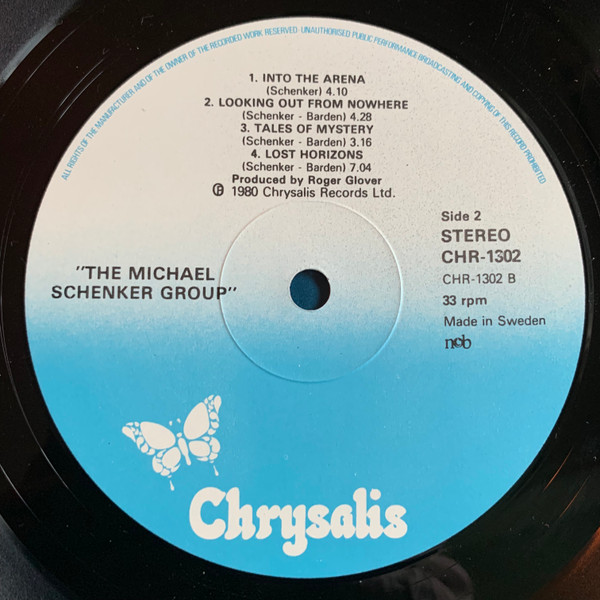 ALL RIGHTS OF THE MANUFACTURER AND OF THE OWNER OF THE RECORDED WORK RESERVED · UNAUTHORISED PUBLIC PERFORMANCE BROADCASTING AND COPYING OF THIS RECORD PROHIBITED
1. INTO THE ARENA
(Schenker) 4.10
2. LOOKING OUT FROM NOWHERE
(Schenker - Barden) 4.28
3. TALES OF MYSTERY
(Schenker - Barden) 3.16
4. LOST HORIZONS
(Schenker - Barden) 7.04
Produced by Roger Glover
℗ 1980 Chrysalis Records Ltd.
"THE MICHAEL
SCHENKER GROUP"
Side 2
STEREO
CHR-1302
CHR-1302 B
33 rpm
Made in Sweden
ncb
Chrysalis